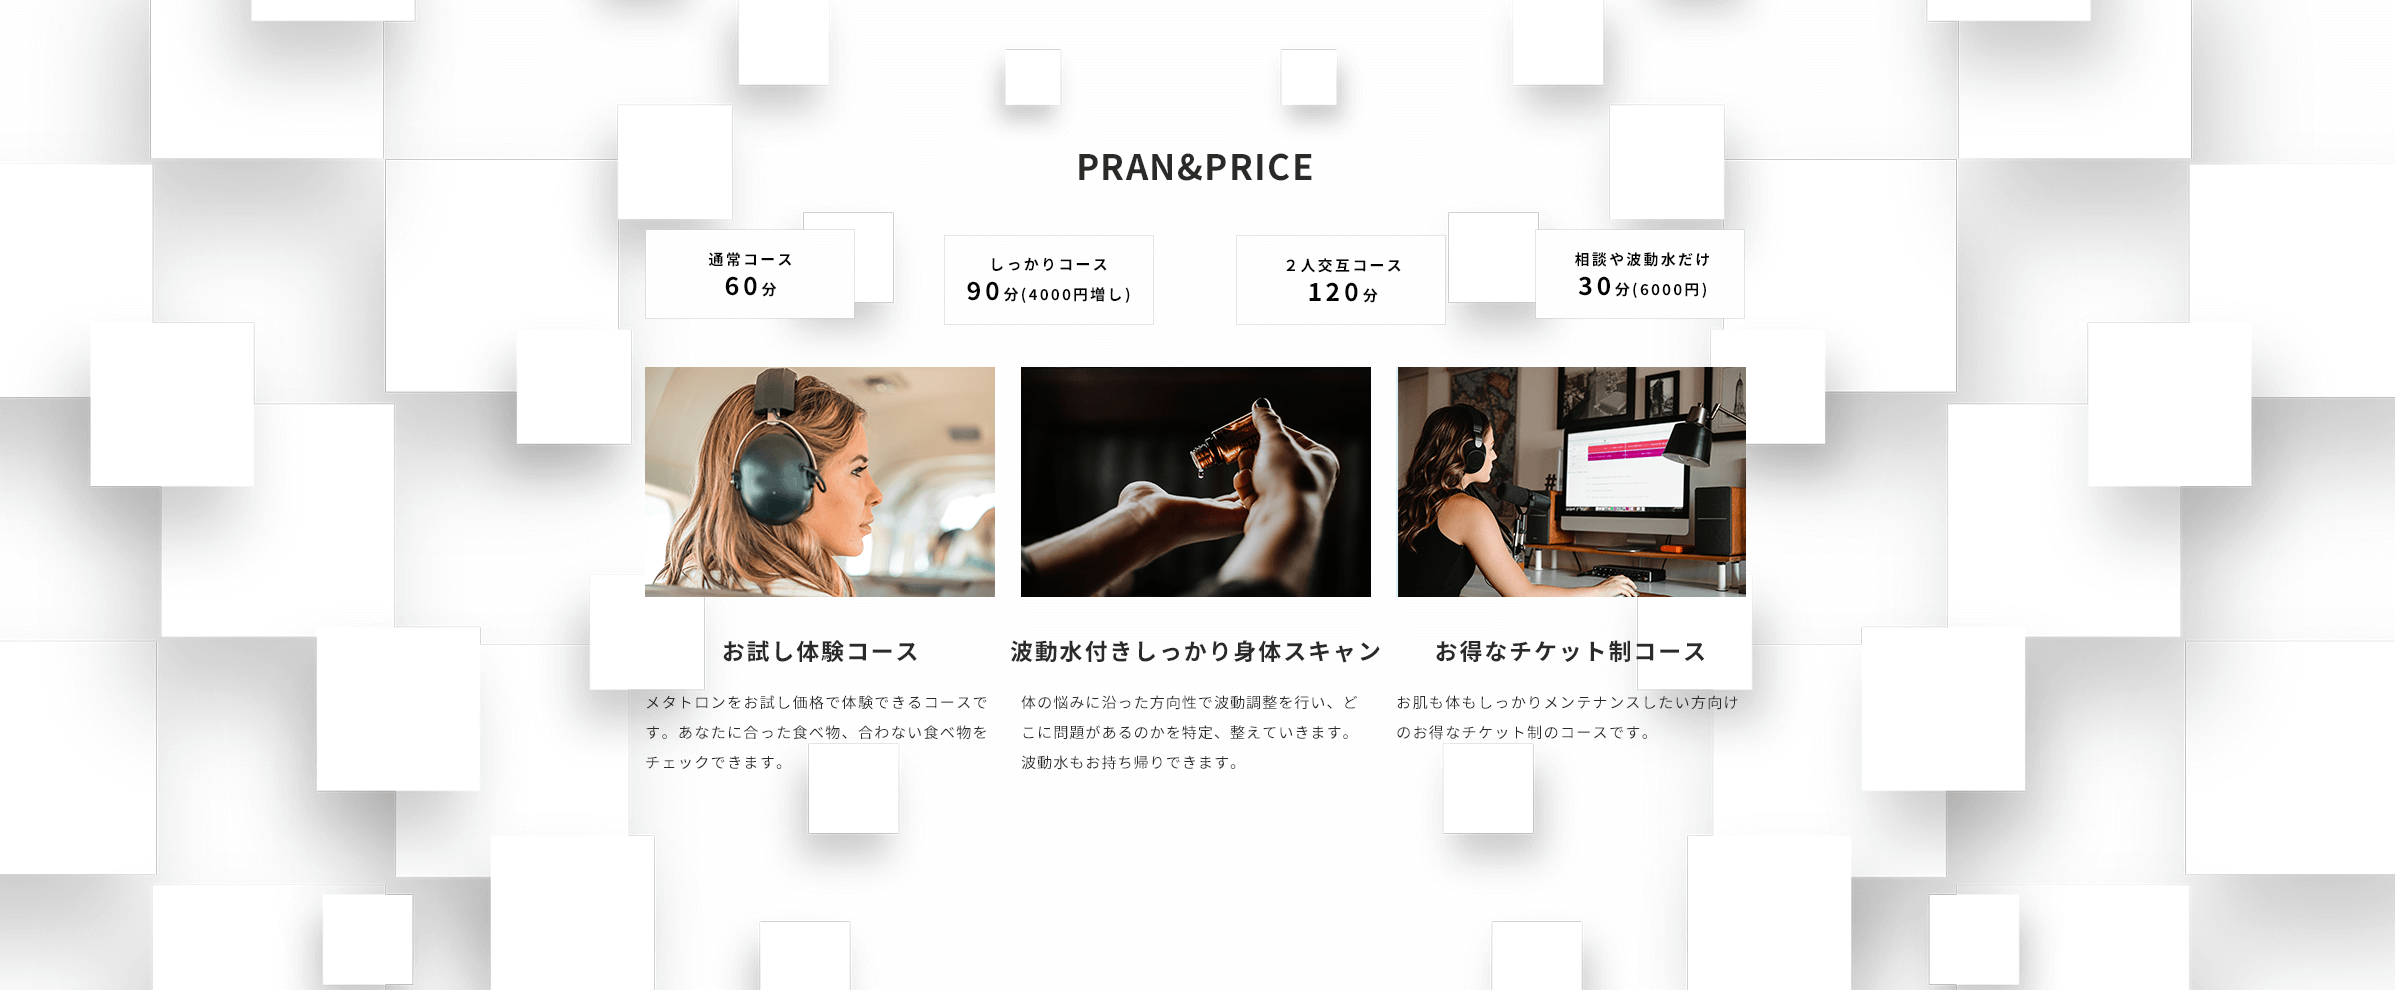 PRAN&PRICE
通常コース
60分
しっかりコース
90分(4000円増し)
２人交互コース
120分
相談や波動水だけ
30分(6000円)
お試し体験コース
メタトロンをお試し価格で体験できるコースで
す。あなたに合った食べ物、合わない食べ物を
チェックできます。
波動水付きしっかり身体スキャン
体の悩みに沿った方向性で波動調整を行い、ど
こに問題があるのかを特定、整えていきます。
波動水もお持ち帰りできます。
お得なチケット制コース
お肌も体もしっかりメンテナンスしたい方向け
のお得なチケット制のコースです。